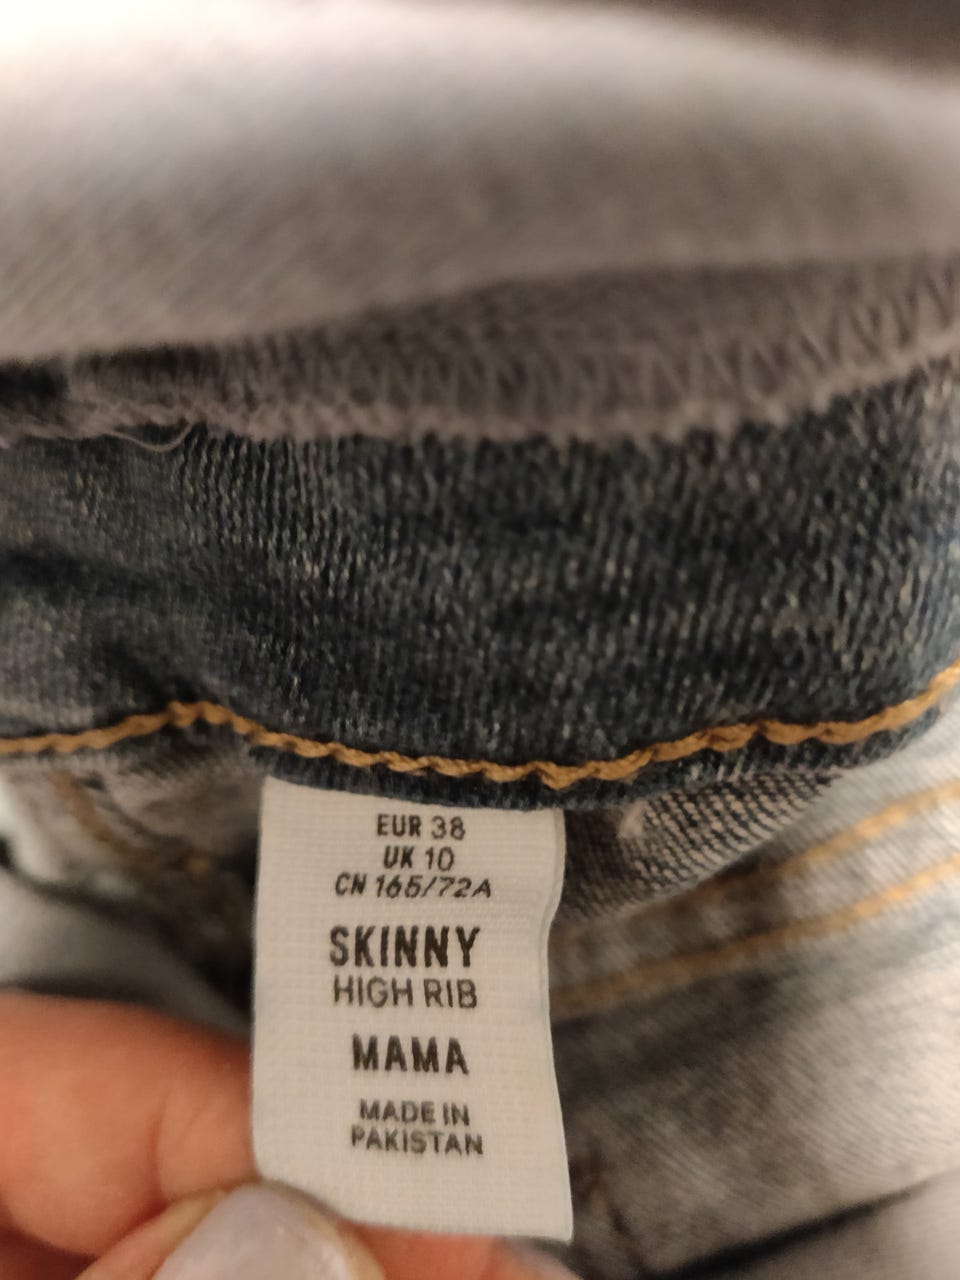 EUR 38
UK 10
CN 165/72A
SKINNY
HIGH RIB
MAMA
MADE IN
PAKISTAN